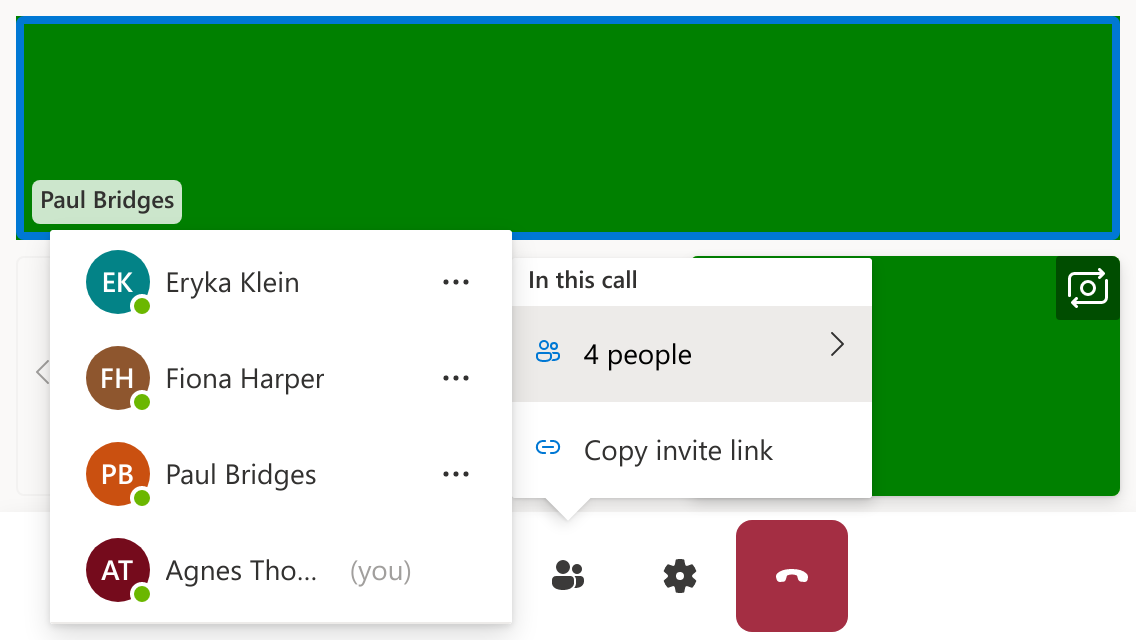 Paul Bridges
EK Eryka Klein
FH Fiona Harper
PB Paul Bridges
AT Agnes Tho... (you)
In this call
4 people
Copy invite link